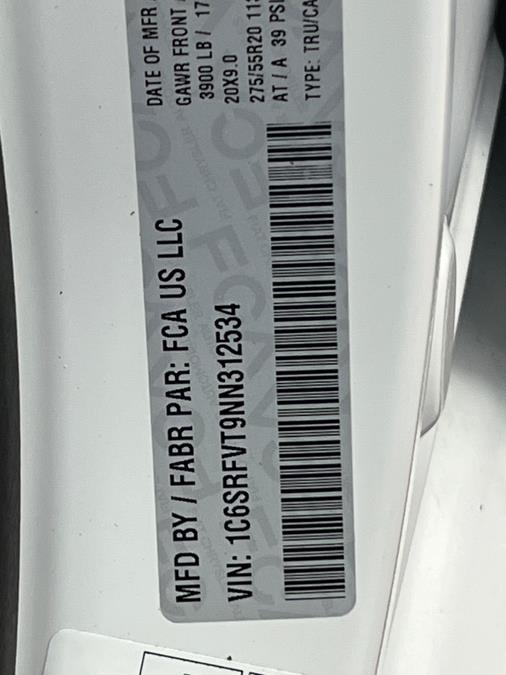 MFD BY / FABR PAR: FCA US LLC
DATE OF MFR
GAWR FRONT
3900 LB / 17
20X9.0
275/55R20 11
AT / A 39 PSI
TYPE: TRU/CA
VIN: 1C6SRFVT9NN312534